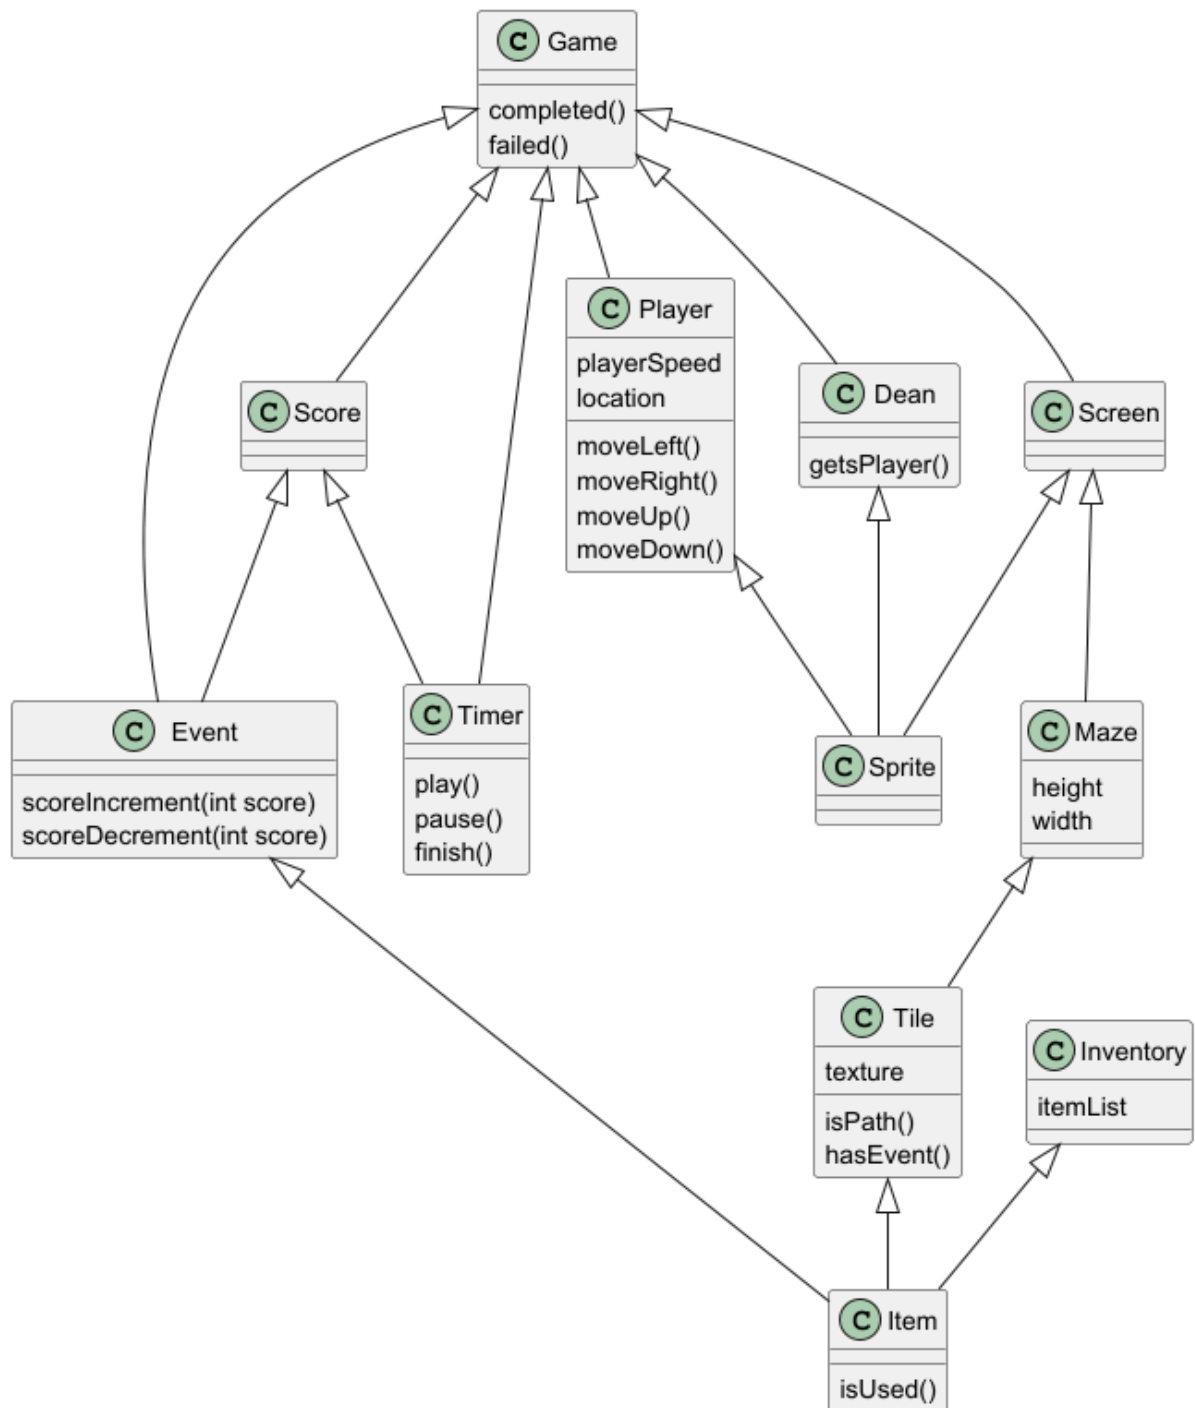 C Game
completed()
failed()
C Player
playerSpeed
location
moveLeft()
moveRight()
moveUp()
moveDown()
C Dean
getsPlayer()
C Score
C Screen
C Event
scoreIncrement(int score)
scoreDecrement(int score)
C Timer
play()
pause()
finish()
C Sprite
C Maze
height
width
C Tile
texture
isPath()
hasEvent()
C Inventory
itemList
C Item
isUsed()